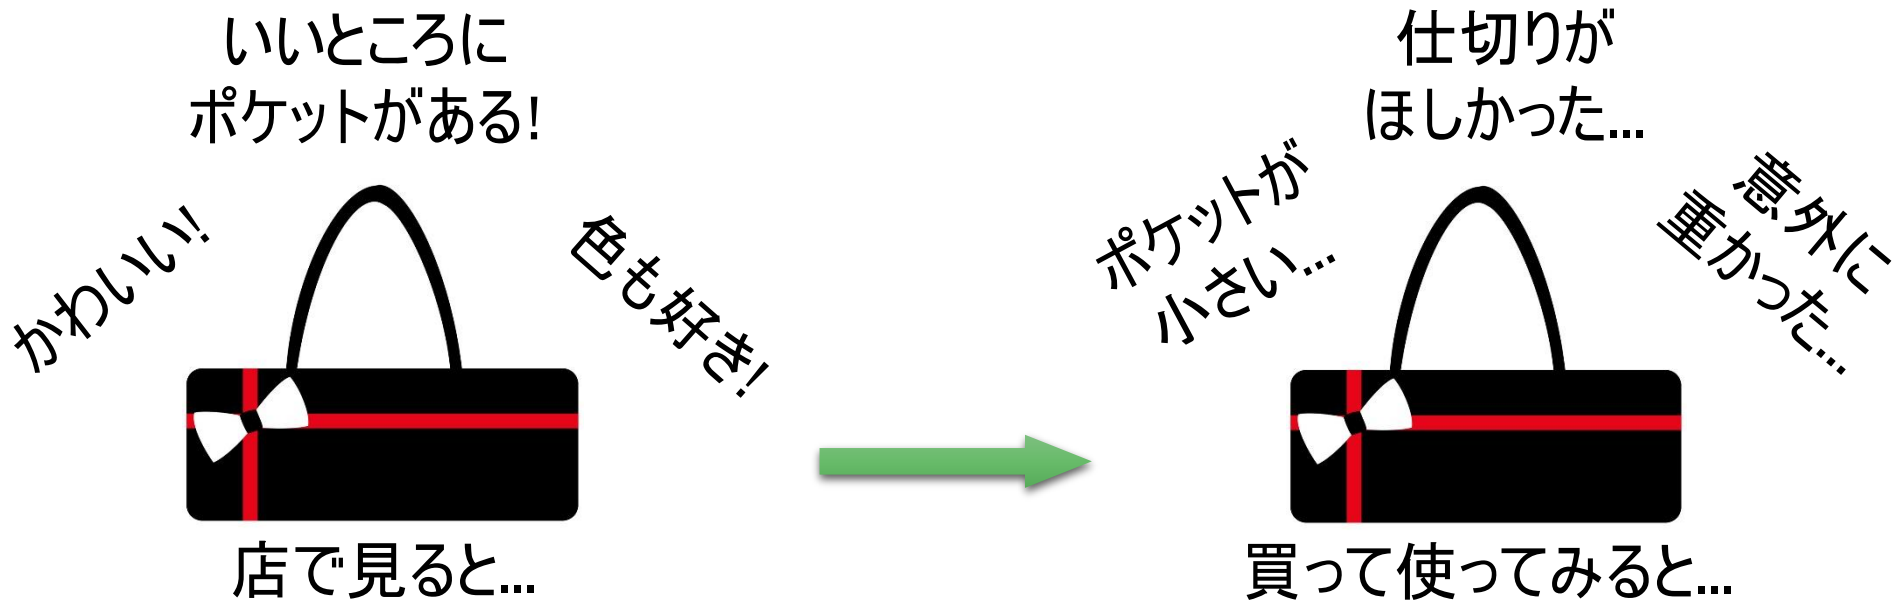 いいところに
ポケットがある!
かわいい!
色も好き!
店で見ると...
仕切りが
ほしかった...
ポケットが
小さい...
意外に
重かった...
買って使ってみると...